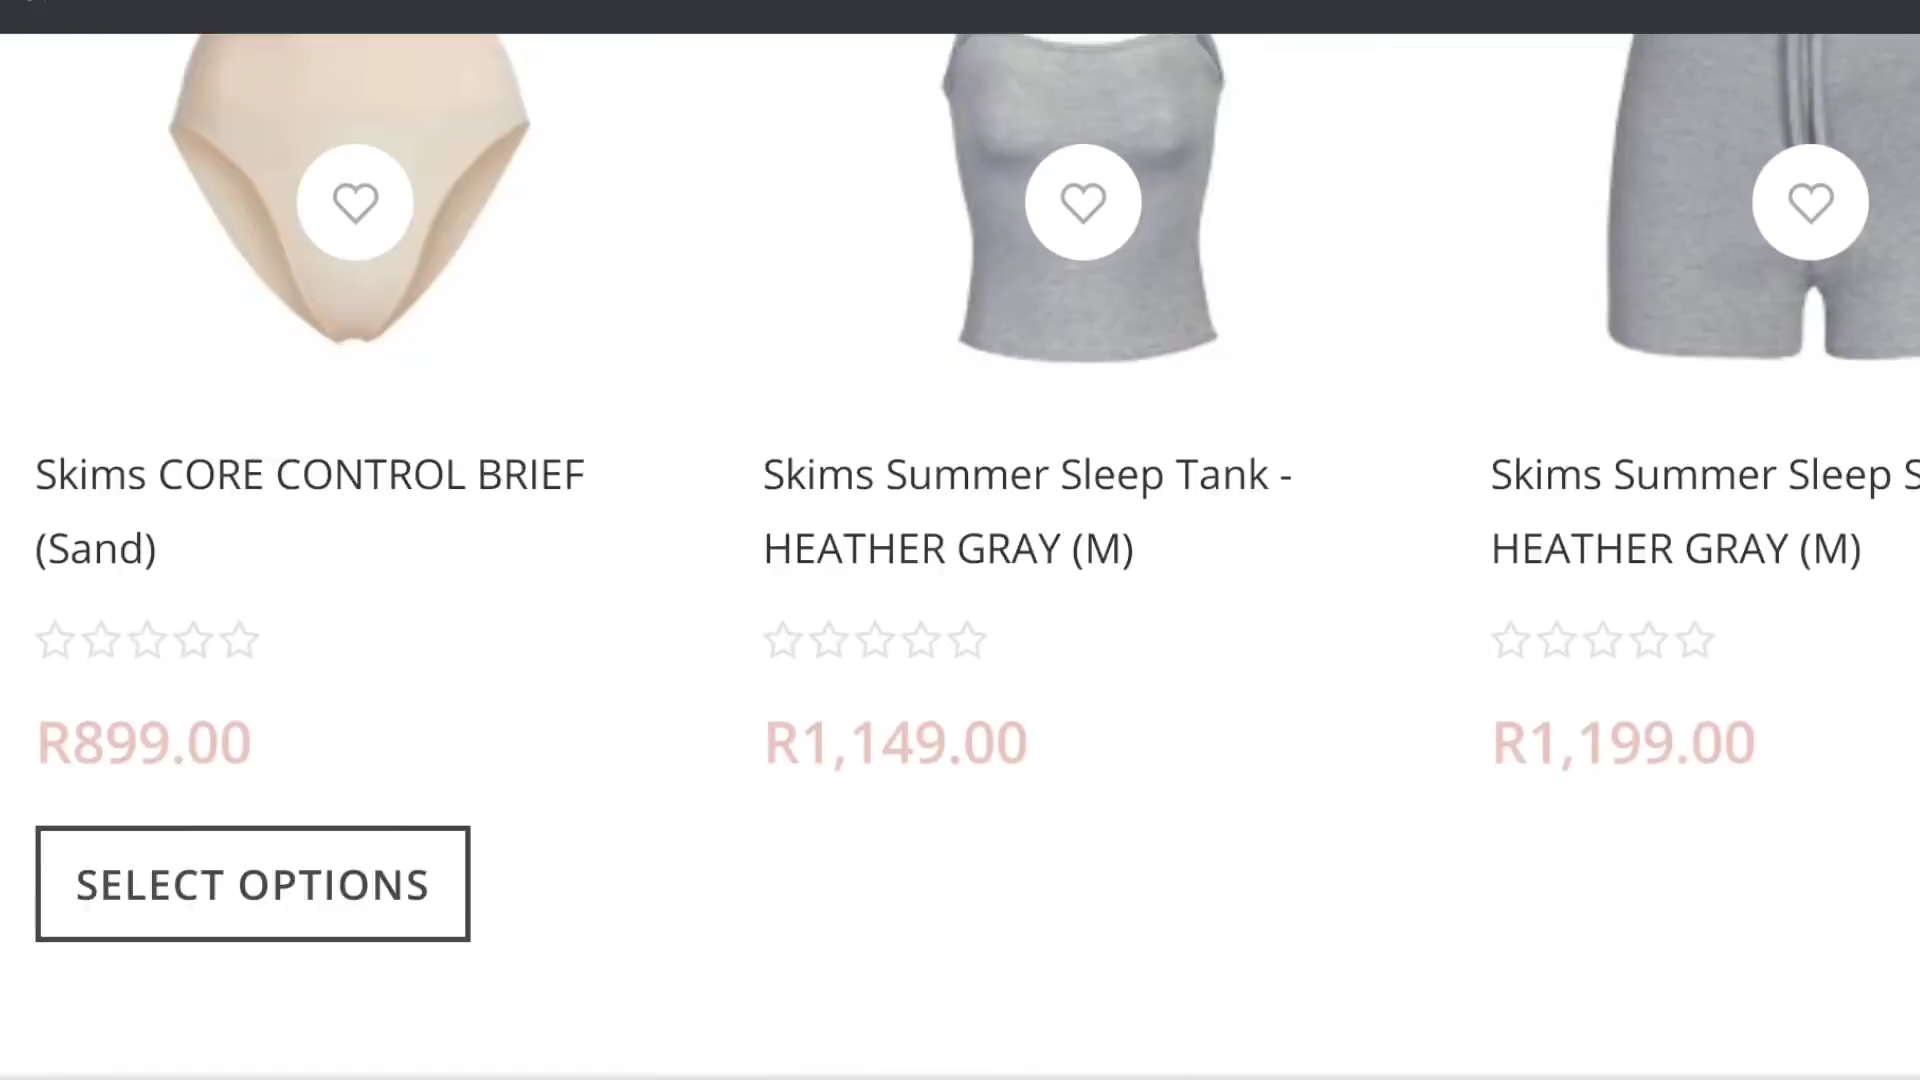 Skims CORE CONTROL BRIEF
(Sand)
R899.00
SELECT OPTIONS
Skims Summer Sleep Tank -
HEATHER GRAY (M)
R1,149.00
Skims Summer Sleep
HEATHER GRAY (M)
R1,199.00